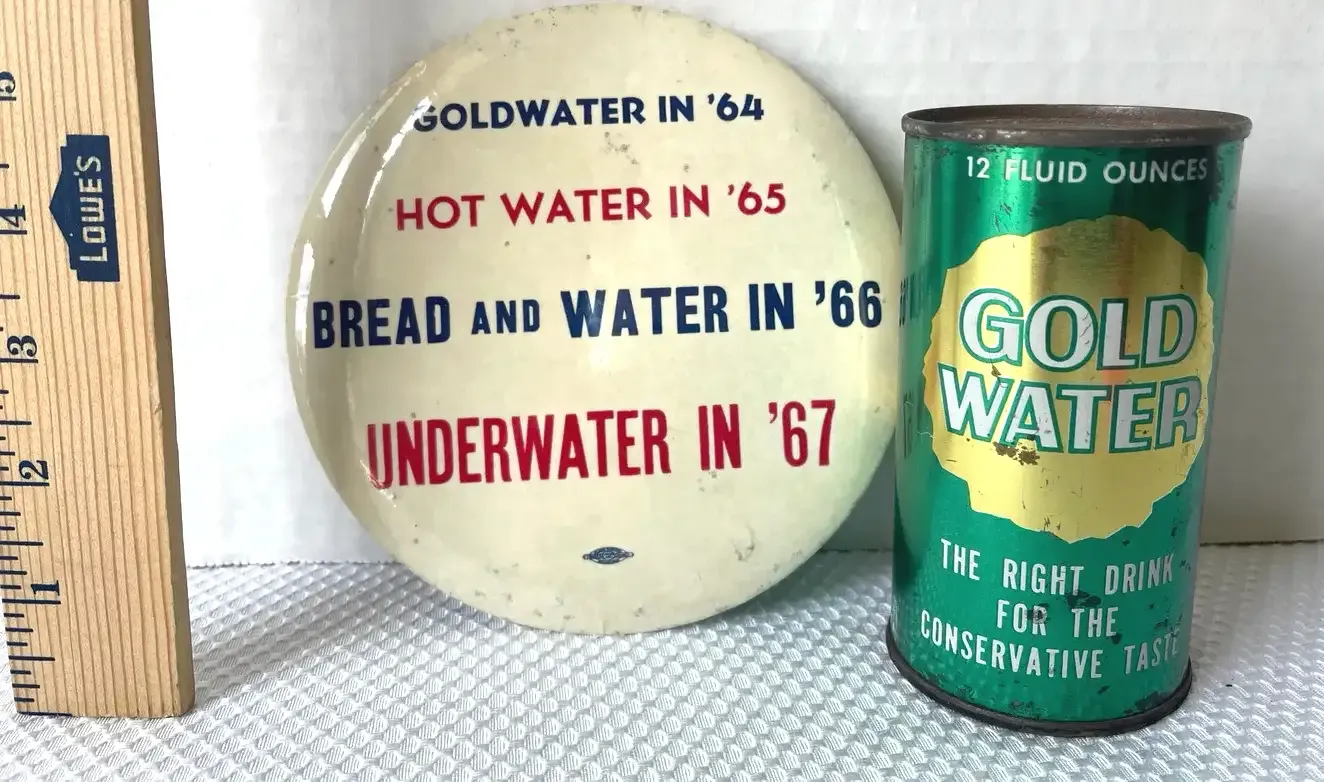 5
4
3
2
1
LOWE'S
GOLDWATER IN '64
HOT WATER IN '65
BREAD AND WATER IN '66
UNDERWATER IN '67
12 FLUID OUNCES
GOLD
WATER
THE RIGHT DRINK
FOR THE
CONSERVATIVE TASTE